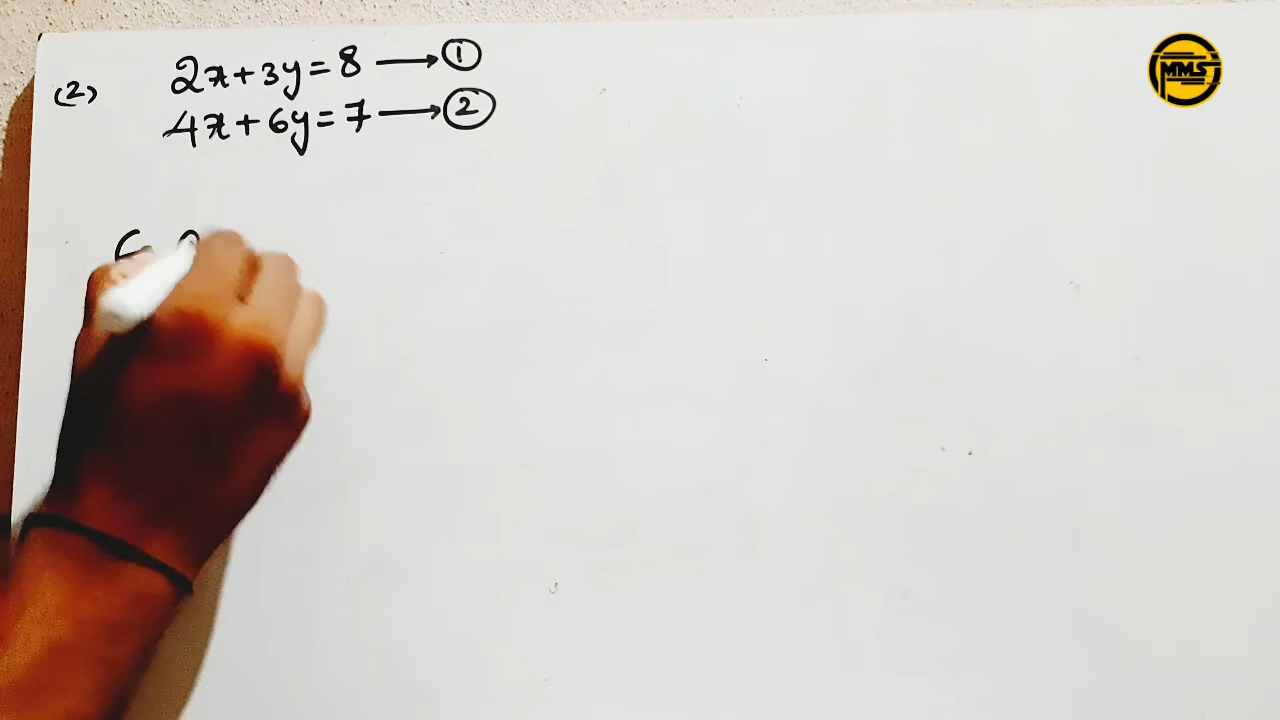 (2) 2x+3y=8 → ①
4x+6y=7 → ②
MMS